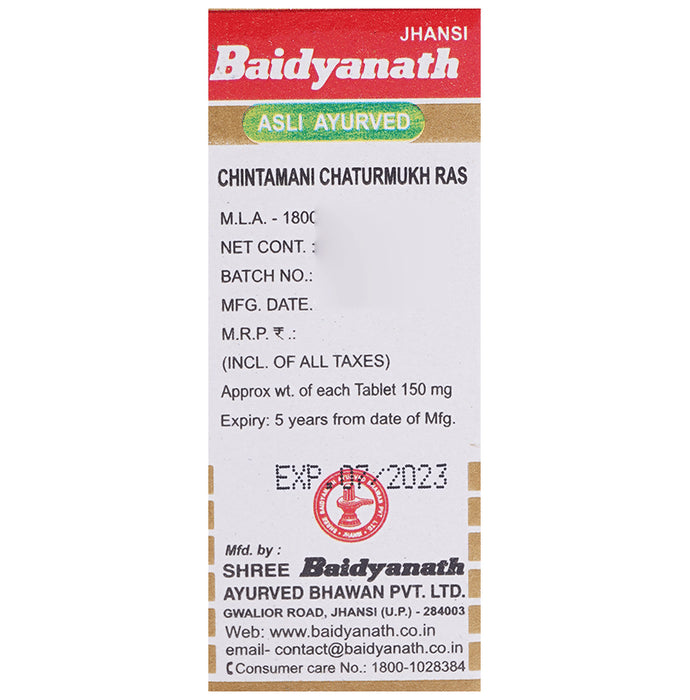 JHANSI
Baidyanath
ASLI AYURVED
CHINTAMANI CHATURMUKH RAS
M.L.A. - 1800
NET CONT. :
BATCH NO.:
MFG. DATE.
M.R.P. ₹ .:
(INCL. OF ALL TAXES)
Approx wt. of each Tablet 150 mg
Expiry: 5 years from date of Mfg.
EXP. 07/2023
JHANSI
Mfd. by :
SHREE Baidyanath
AYURVED BHAWAN PVT. LTD.
GWALIOR ROAD, JHANSI (U.P.) - 284003
Web: www.baidyanath.co.in
email- contact@baidyanath.co.in
Consumer care No.: 1800-1028384